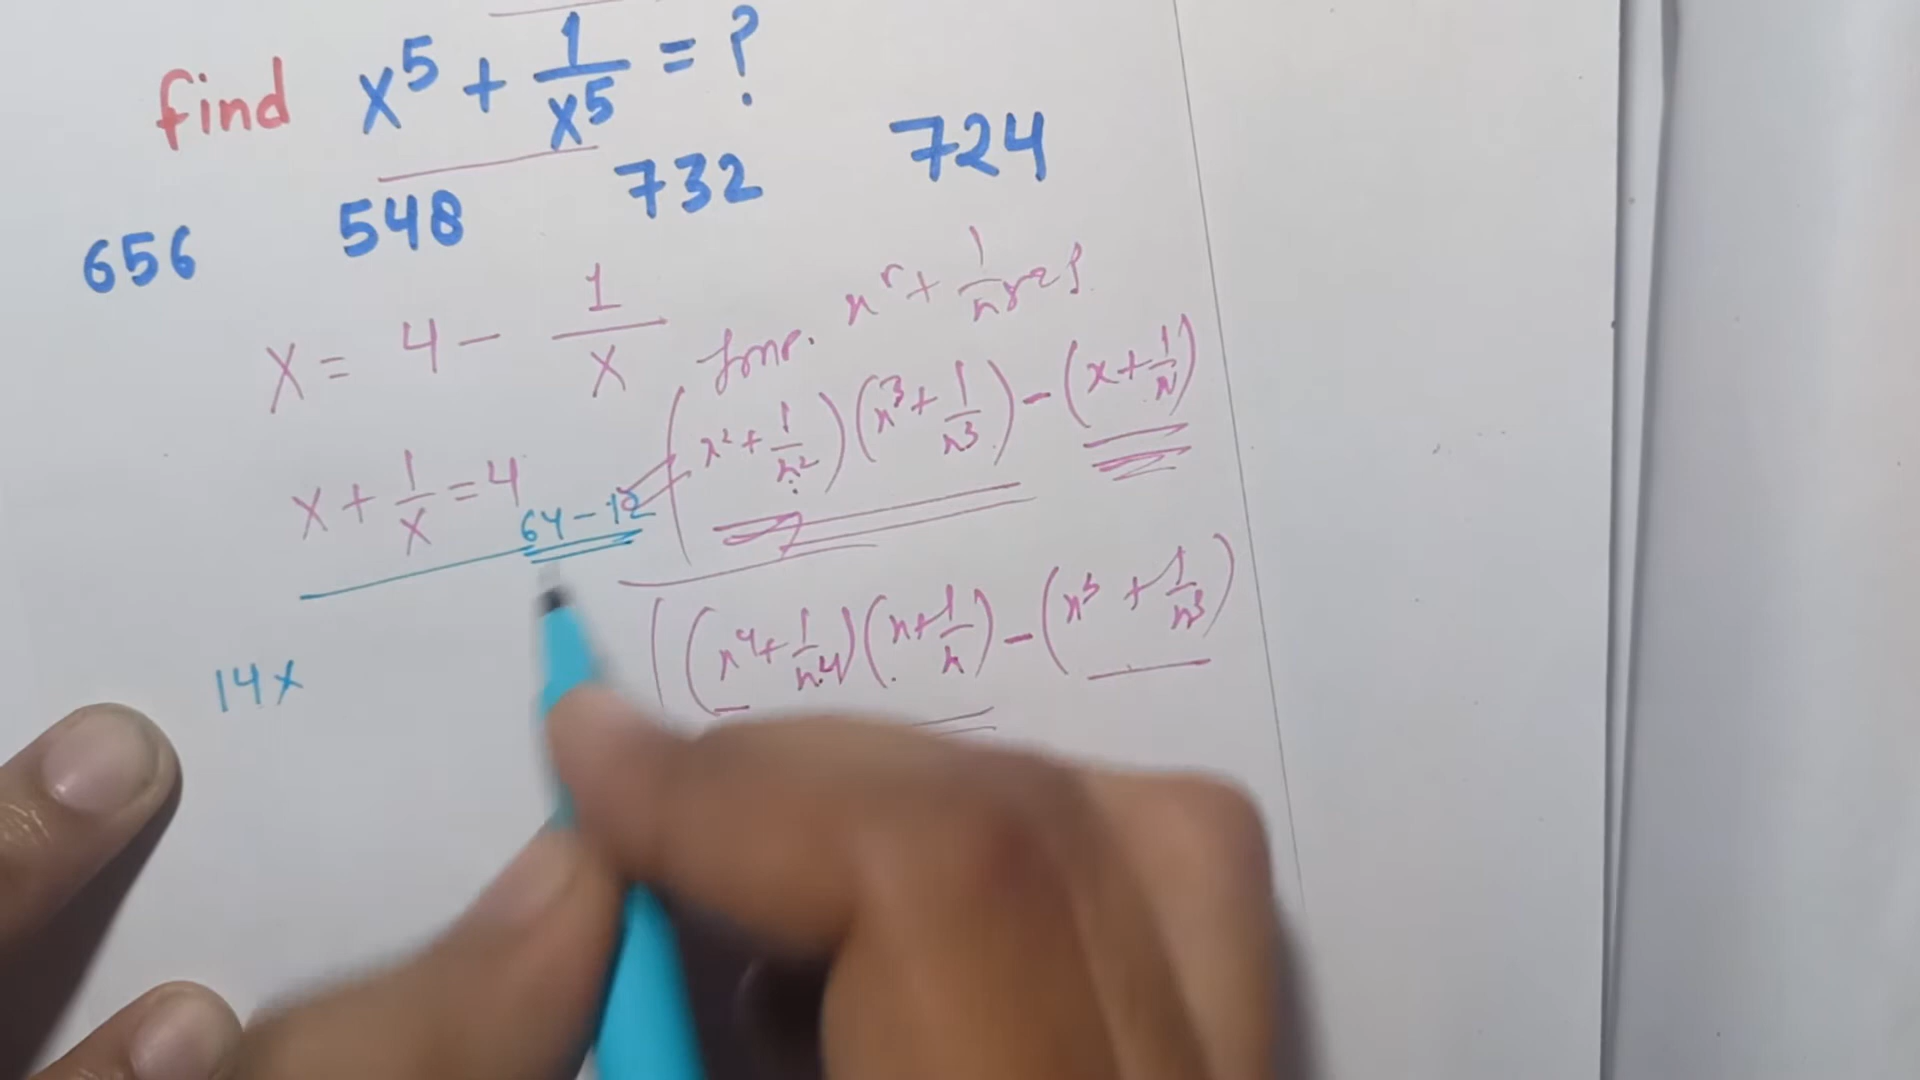 find x⁵ + 1/x⁵ = ?
656 548 732 724
x = 4 - 1/x
x + 1/x = 4
64 - 12
(x² + 1/x²)(x³ + 1/x³) - (x + 1/x)
(x⁴ + 1/x⁴)(x + 1/x) - (x³ + 1/x³)
14 x